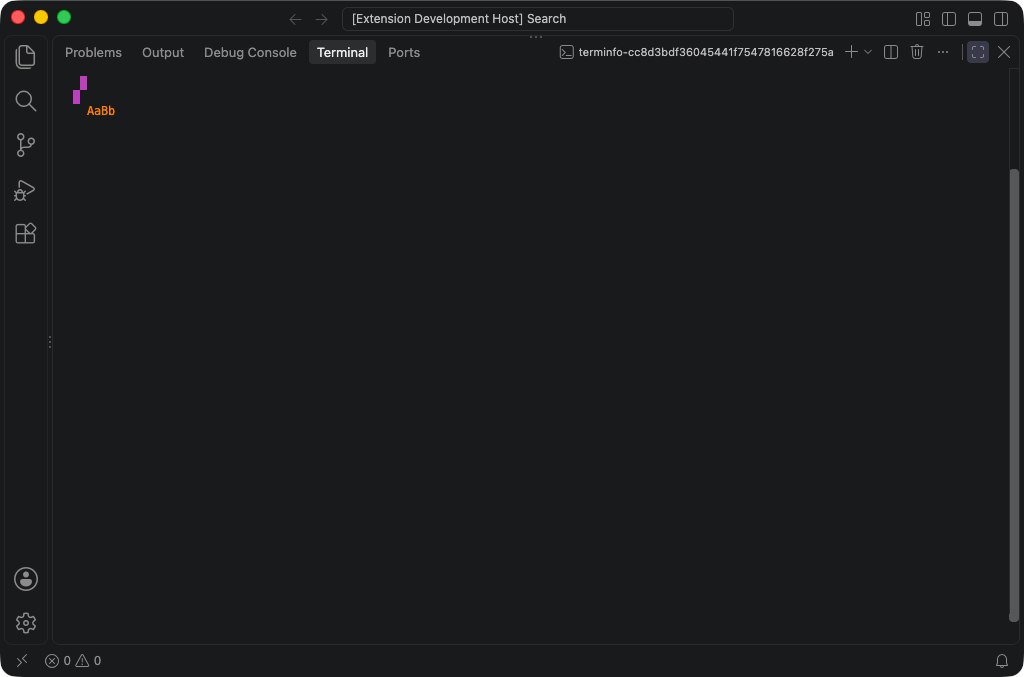 [Extension Development Host] Search
Problems Output Debug Console Terminal Ports terminfo-cc8d3bdf36045441f7547816628f275a
AaBb
0 0